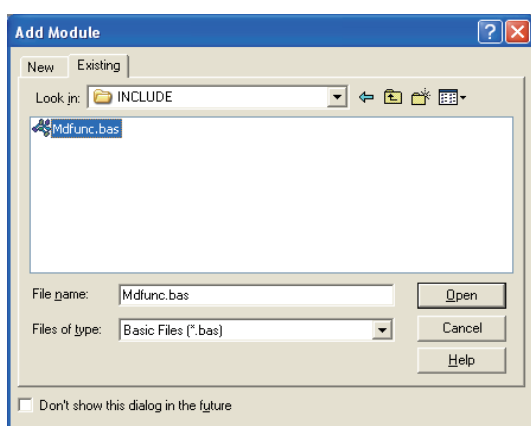 Add Module
New Existing
Look in: INCLUDE
Mdfunc.bas
File name: Mdfunc.bas Open
Files of type: Basic Files (*.bas) Cancel
Help
Don't show this dialog in the future